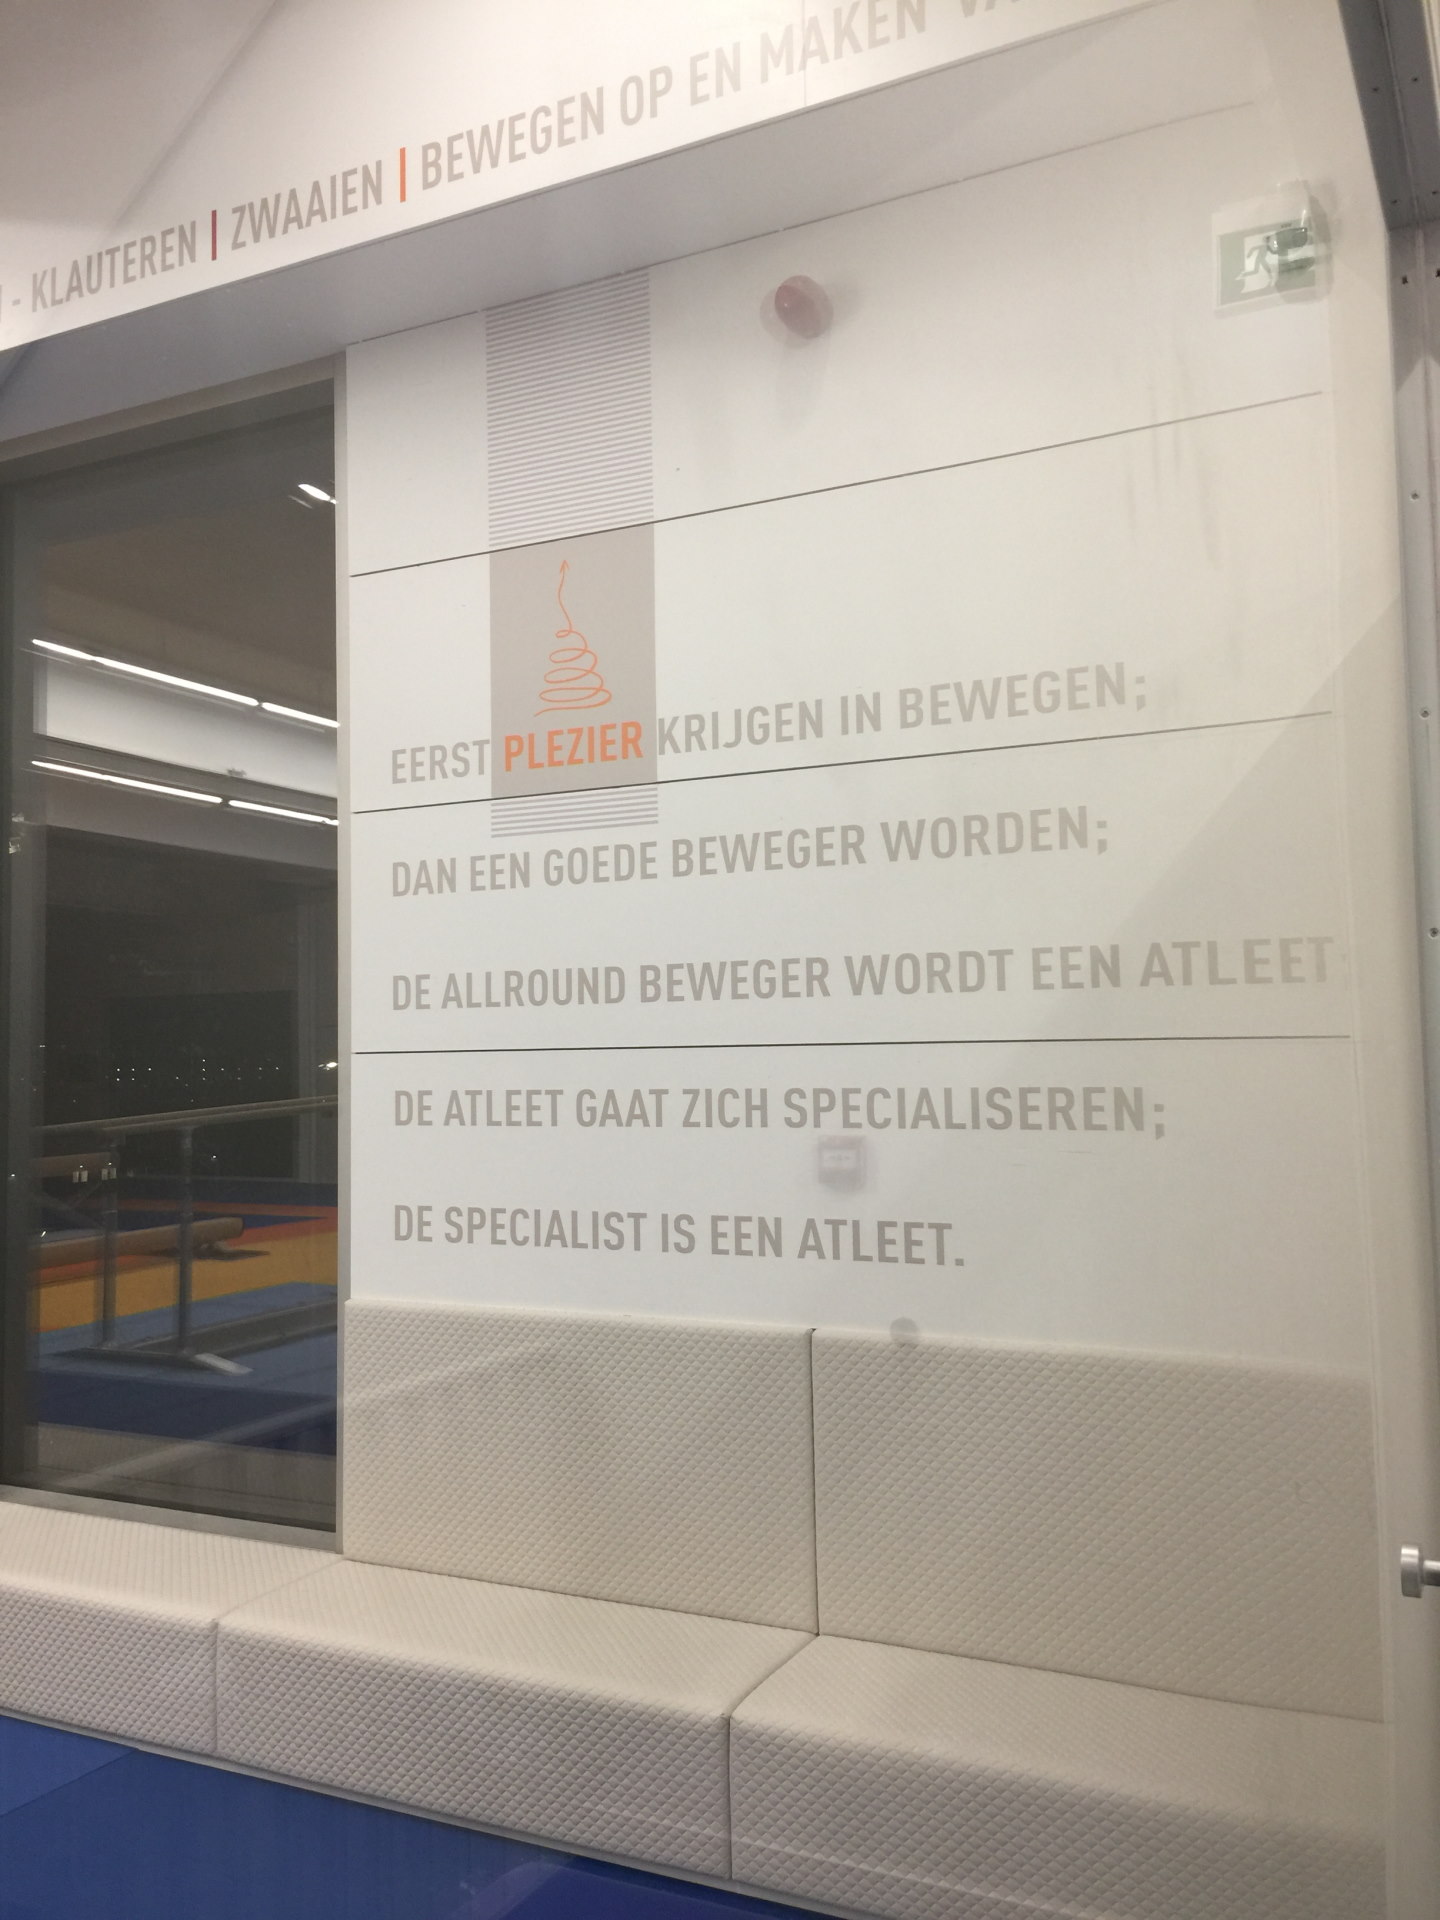 - KLAUTEREN | ZWAAIEN | BEWEGEN OP EN MAKEN
EERST PLEZIER KRIJGEN IN BEWEGEN;
DAN EEN GOEDE BEWEGER WORDEN;
DE ALLROUND BEWEGER WORDT EEN ATLEET
DE ATLEET GAAT ZICH SPECIALISEREN;
DE SPECIALIST IS EEN ATLEET.